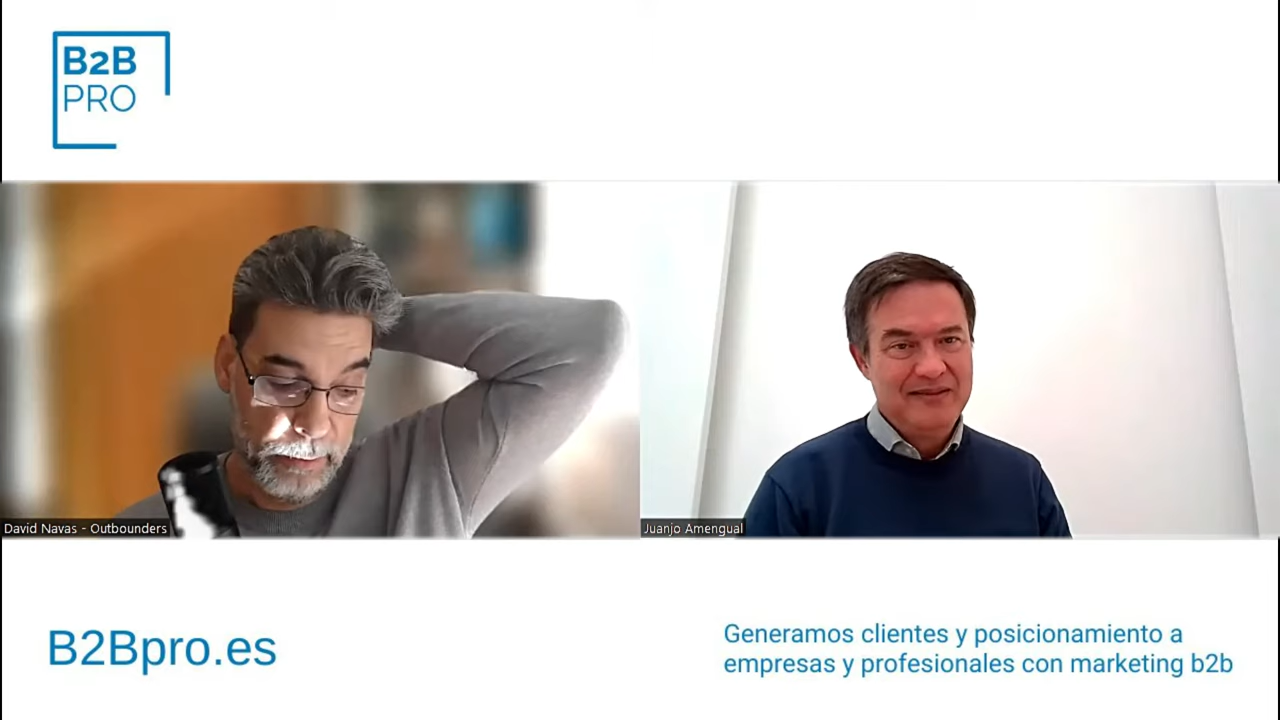 B2B
PRO
David Navas - Outbounders
Juanjo Amengual
B2Bpro.es
Generamos clientes y posicionamiento a
empresas y profesionales con marketing b2b